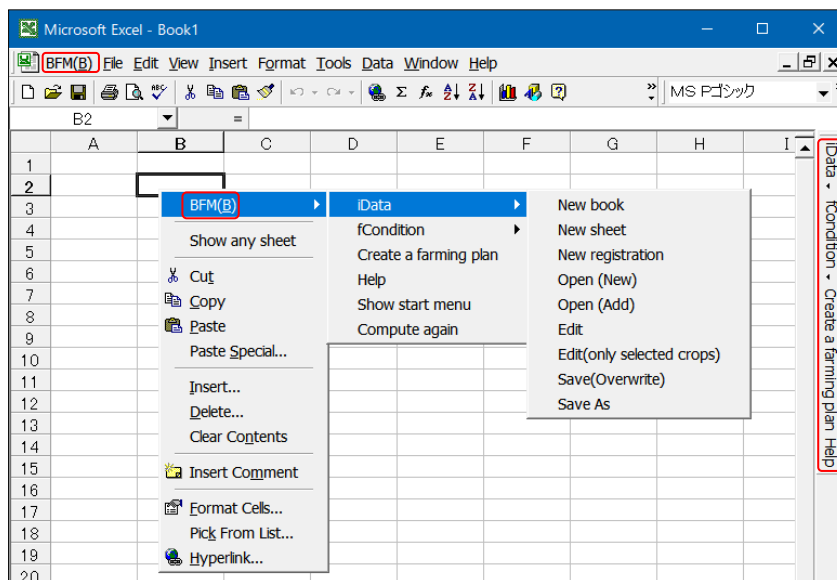 Microsoft Excel - Book1
BFM(B) File Edit View Insert Format Tools Data Window Help
MS Pゴシック
B2 =
A B C D E F G H I
1
2
3
4
5
6
7
8
9
10
11
12
13
14
15
16
17
18
19
20
BFM(B)
Show any sheet
Cut
Copy
Paste
Paste Special...
Insert...
Delete...
Clear Contents
Insert Comment
Format Cells...
Pick From List...
Hyperlink...
iData
fCondition
Create a farming plan
Help
Show start menu
Compute again
New book
New sheet
New registration
Open (New)
Open (Add)
Edit
Edit(only selected crops)
Save(Overwrite)
Save As
iData fCondition Create a farming plan Help